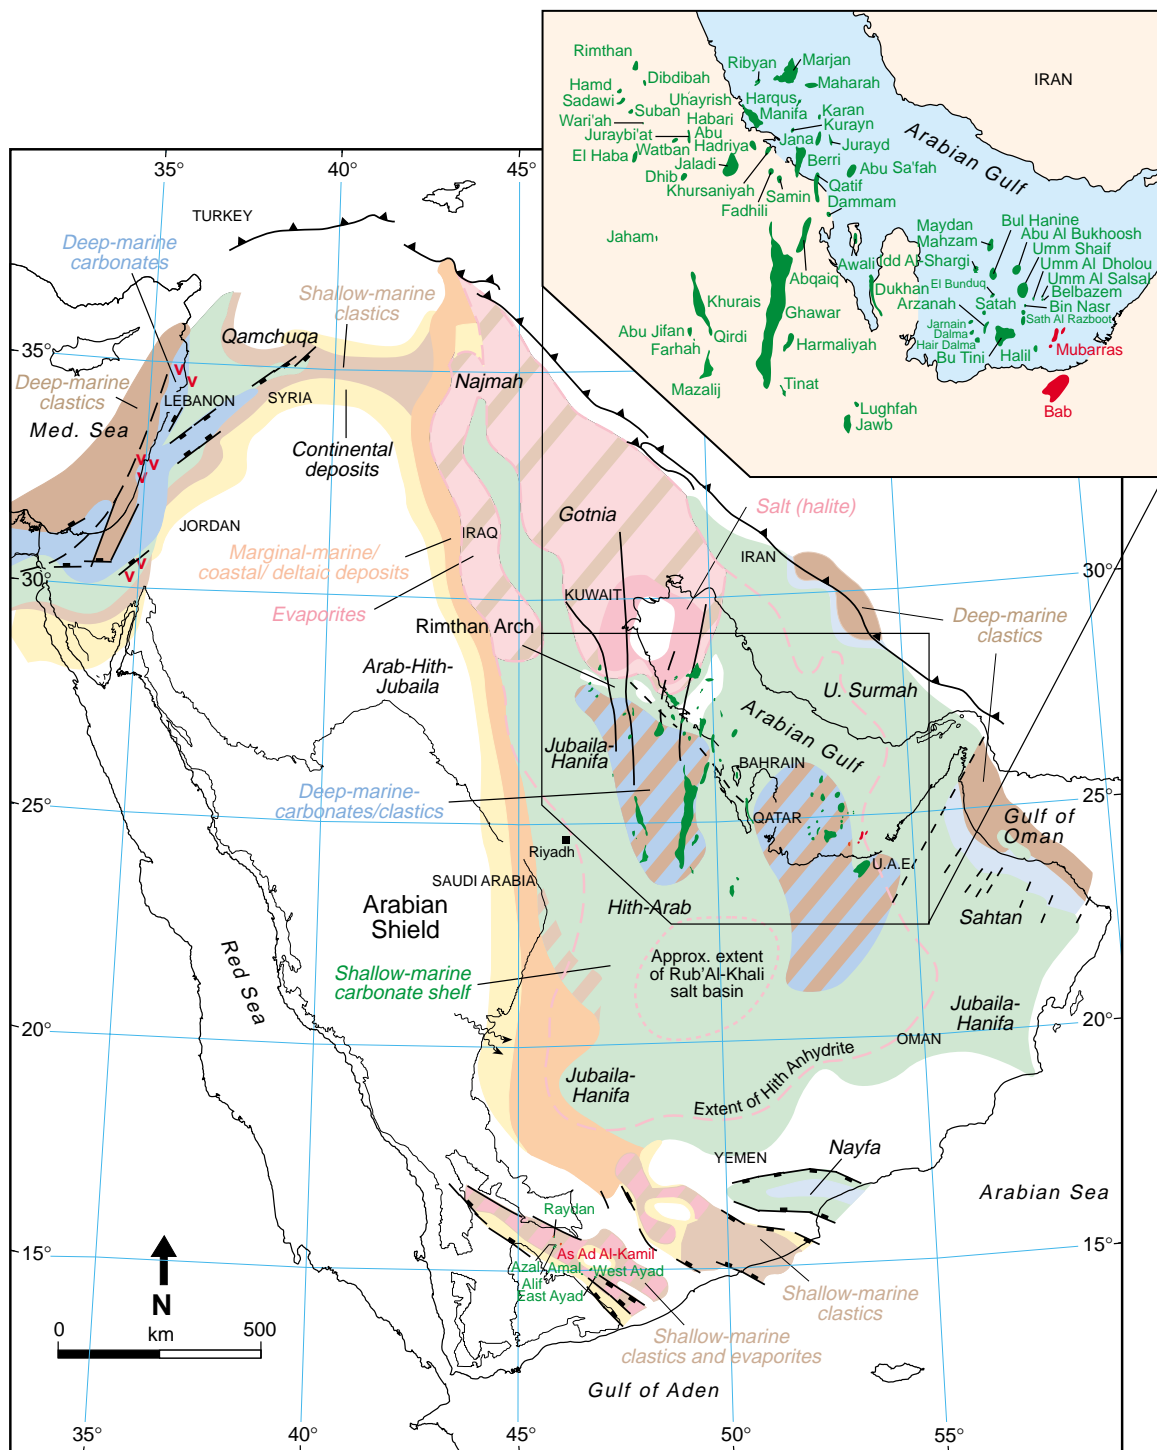 IRAN
Rimthan
Ribyan
Marjan
Dibdibah
Maharah
Hamd
Sadawi
Uhayrish
Harqus
Suban
Manifa
Karan
Wari'ah
Habari
Kurayn
Juraybi'at
Abu
Hadriya
Jana
Jurayd
El Haba
Watban
Jaladi
Berri
Abu Sa'fah
Dhib
Khursaniyah
Samin
Qatif
Dammam
Fadhili
Arabian Gulf
Jaham
Abqaiq
Awali
Maydan
Mahzam
Bul Hanine
Abu Al Bukhoosh
Umm Shaif
Idd Al-Shargi
Umm Al Dholou
Umm Al Salsal
Dukhan
El Bunduq
Belbazem
Arzanah
Satah
Bin Nasr
Sath Al Razboot
Khurais
Ghawar
Jarnain
Dalma
Hair Dalma
Abu Jifan
Qirdi
Farhah
Harmaliyah
Bu Tini
Halil
Mubarras
Mazalij
Tinat
Bab
Lughfah
Jawb
35°
40°
45°
TURKEY
Deep-marine
carbonates
Shallow-marine
clastics
Qamchuqa
35°
Deep-marine
clastics
Najmah
LEBANON
SYRIA
Med. Sea
Continental
deposits
V
V
V
V
V
V
V
Gotnia
Salt (halite)
JORDAN
IRAQ
IRAN
Marginal-marine/
coastal/ deltaic deposits
30°
30°
KUWAIT
Evaporites
Deep-marine
clastics
Rimthan Arch
Arab-Hith-
Jubaila
U. Surmah
Arabian Gulf
Jubaila-
Hanifa
BAHRAIN
Deep-marine-
carbonates/clastics
25°
25°
QATAR
Gulf of
Oman
Riyadh
U.A.E.
SAUDI ARABIA
Arabian
Shield
Hith-Arab
Sahtan
Red Sea
Approx. extent
of Rub'Al-Khali
salt basin
Shallow-marine
carbonate shelf
Jubaila-
Hanifa
20°
20°
OMAN
Extent of Hith Anhydrite
Jubaila-
Hanifa
YEMEN
Nayfa
Arabian Sea
Raydan
15°
15°
As Ad Al-Kamil
Azal
Amal
West Ayad
Alif
East Ayad
Shallow-marine
clastics
N
0
km
500
Shallow-marine
clastics and evaporites
Gulf of Aden
35°
40°
45°
50°
55°